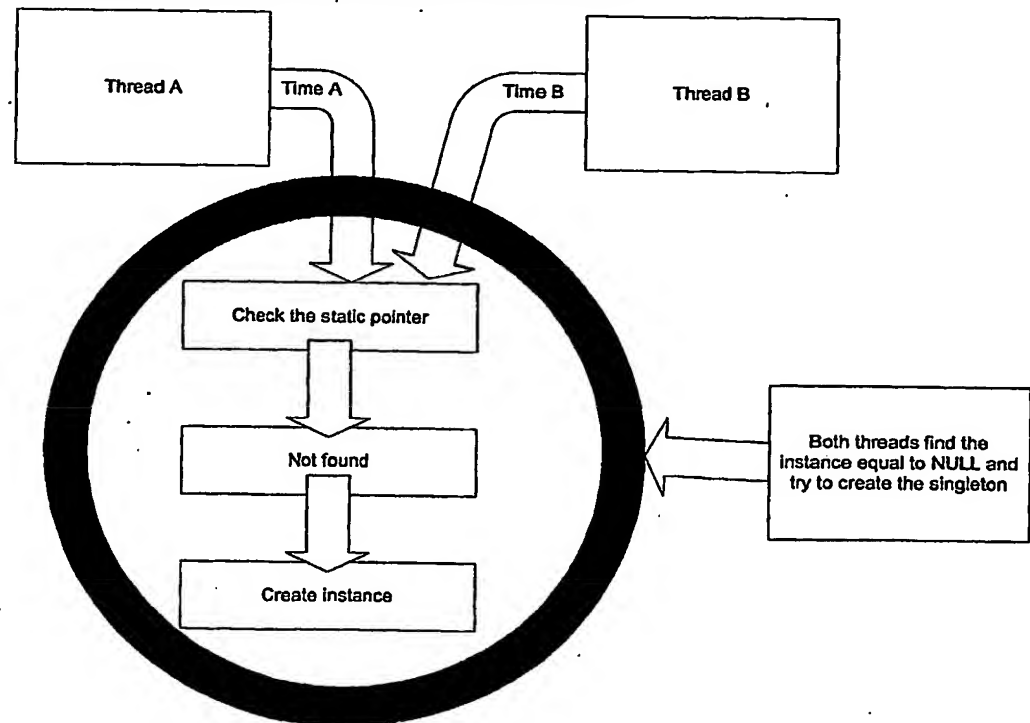 Thread A
Time A
Time B
Thread B
Check the static pointer
Not found
Create instance
Both threads find the
instance equal to NULL and
try to create the singleton